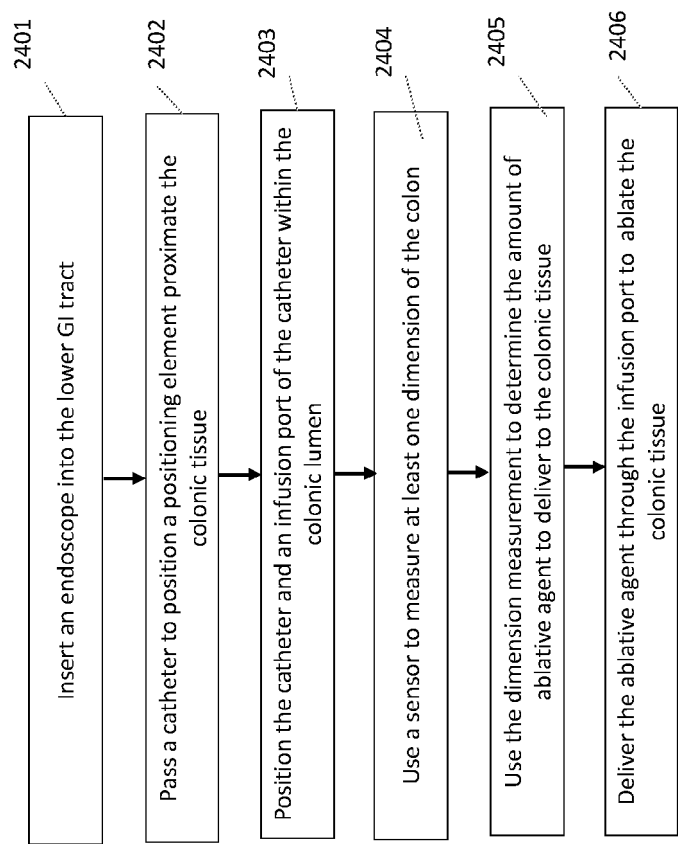 Insert an endoscope into the lower GI tract
2401
Pass a catheter to position a positioning element proximate the
colonic tissue
2402
Position the catheter and an infusion port of the catheter within the
colonic lumen
2403
Use a sensor to measure at least one dimension of the colon
2404
Use the dimension measurement to determine the amount of
ablative agent to deliver to the colonic tissue
2405
Deliver the ablative agent through the infusion port to ablate the
colonic tissue
2406